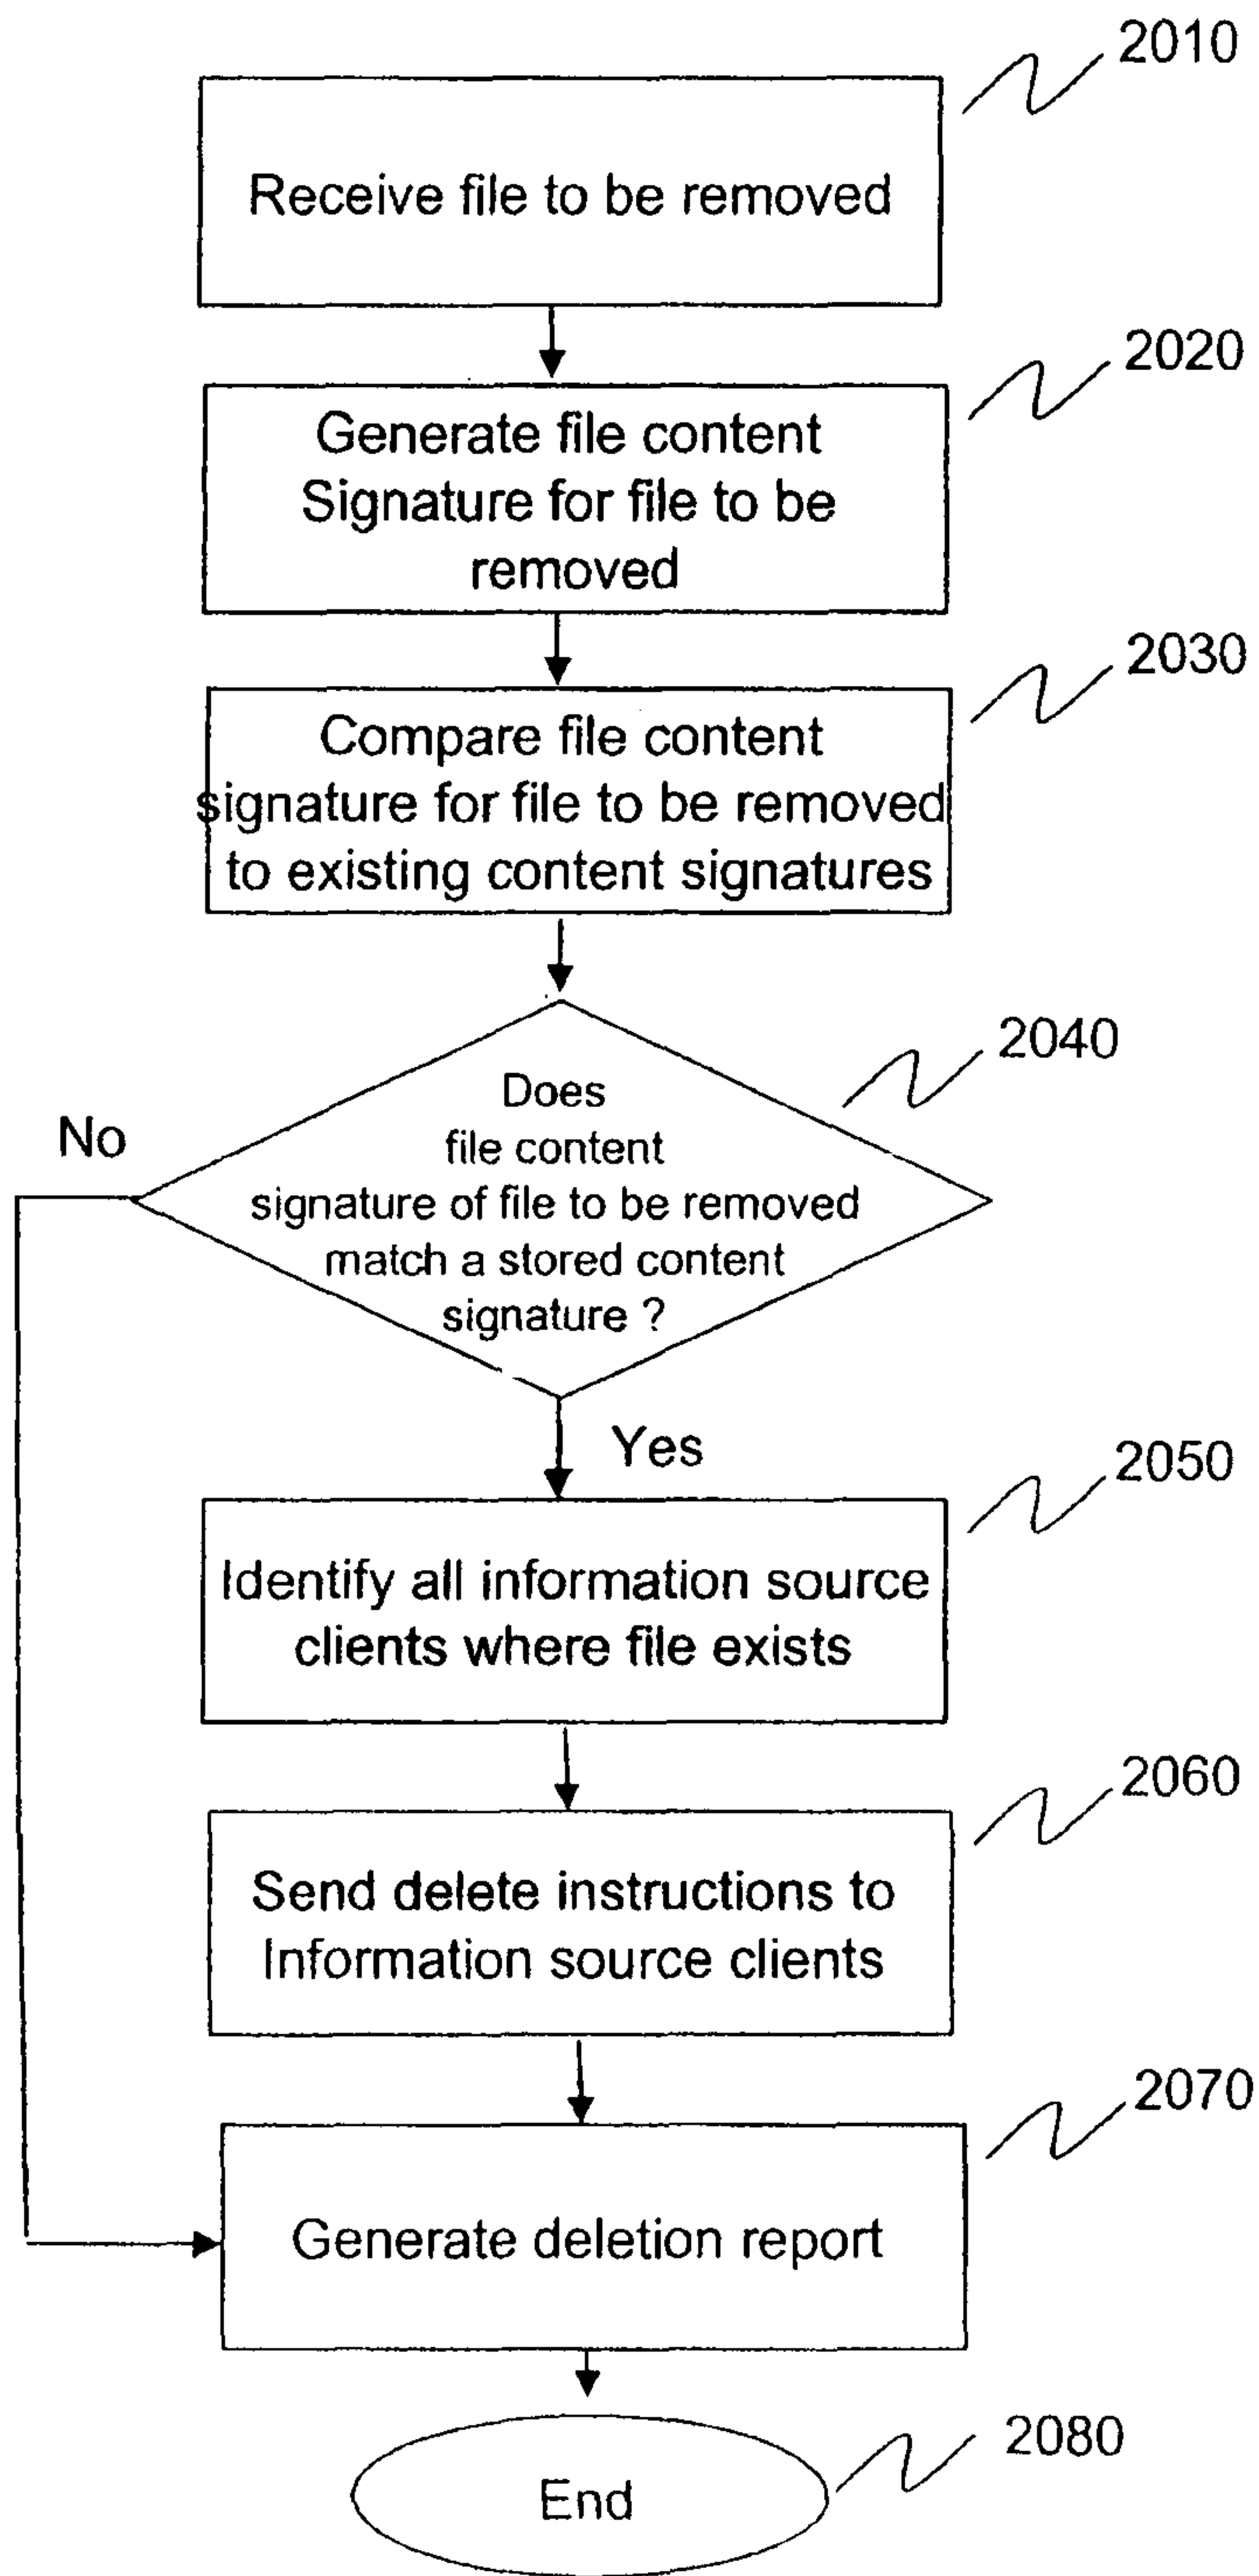 2010
Receive file to be removed
2020
Generate file content
Signature for file to be
removed
2030
Compare file content
signature for file to be removed
to existing content signatures
2040
No
Does
file content
signature of file to be removed
match a stored content
signature ?
Yes
2050
Identify all information source
clients where file exists
2060
Send delete instructions to
Information source clients
2070
Generate deletion report
2080
End